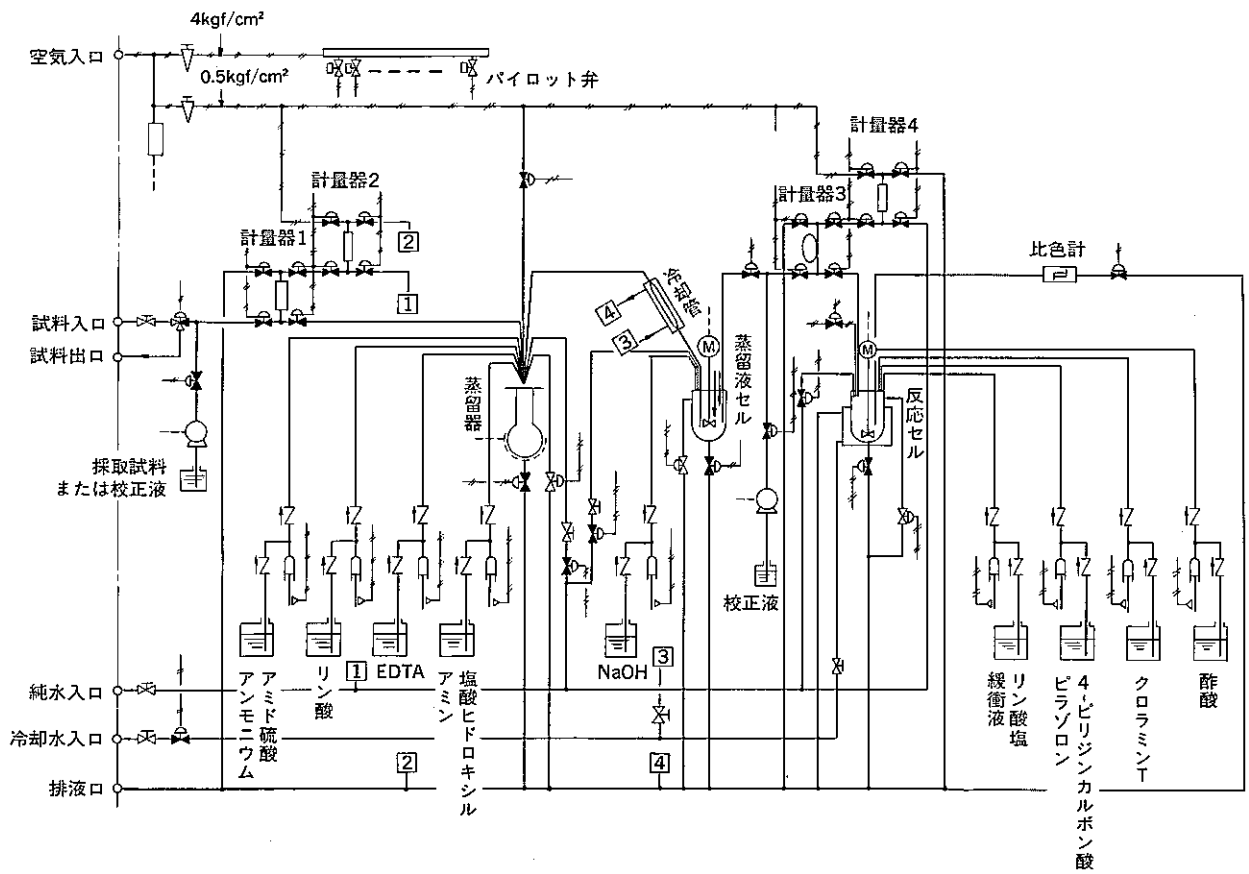 4kgf/cm²
空気入口
0.5kgf/cm²
パイロット弁
計量器4
計量器2
計量器3
計量器1
2
1
比色計
冷却管
4
3
試料入口
試料出口
M
M
蒸留液セル
蒸留器
反応セル
採取試料
または校正液
校正液
NaOH
3
1
EDTA
純水入口
冷却水入口
排液口
アミド硫酸
アンモニウム
リン酸
塩酸ヒドロキシル
アミン
リン酸塩
緩衝液
4-ピリジンカルボン酸
ピラゾロン
クロラミンT
酢酸
2
4